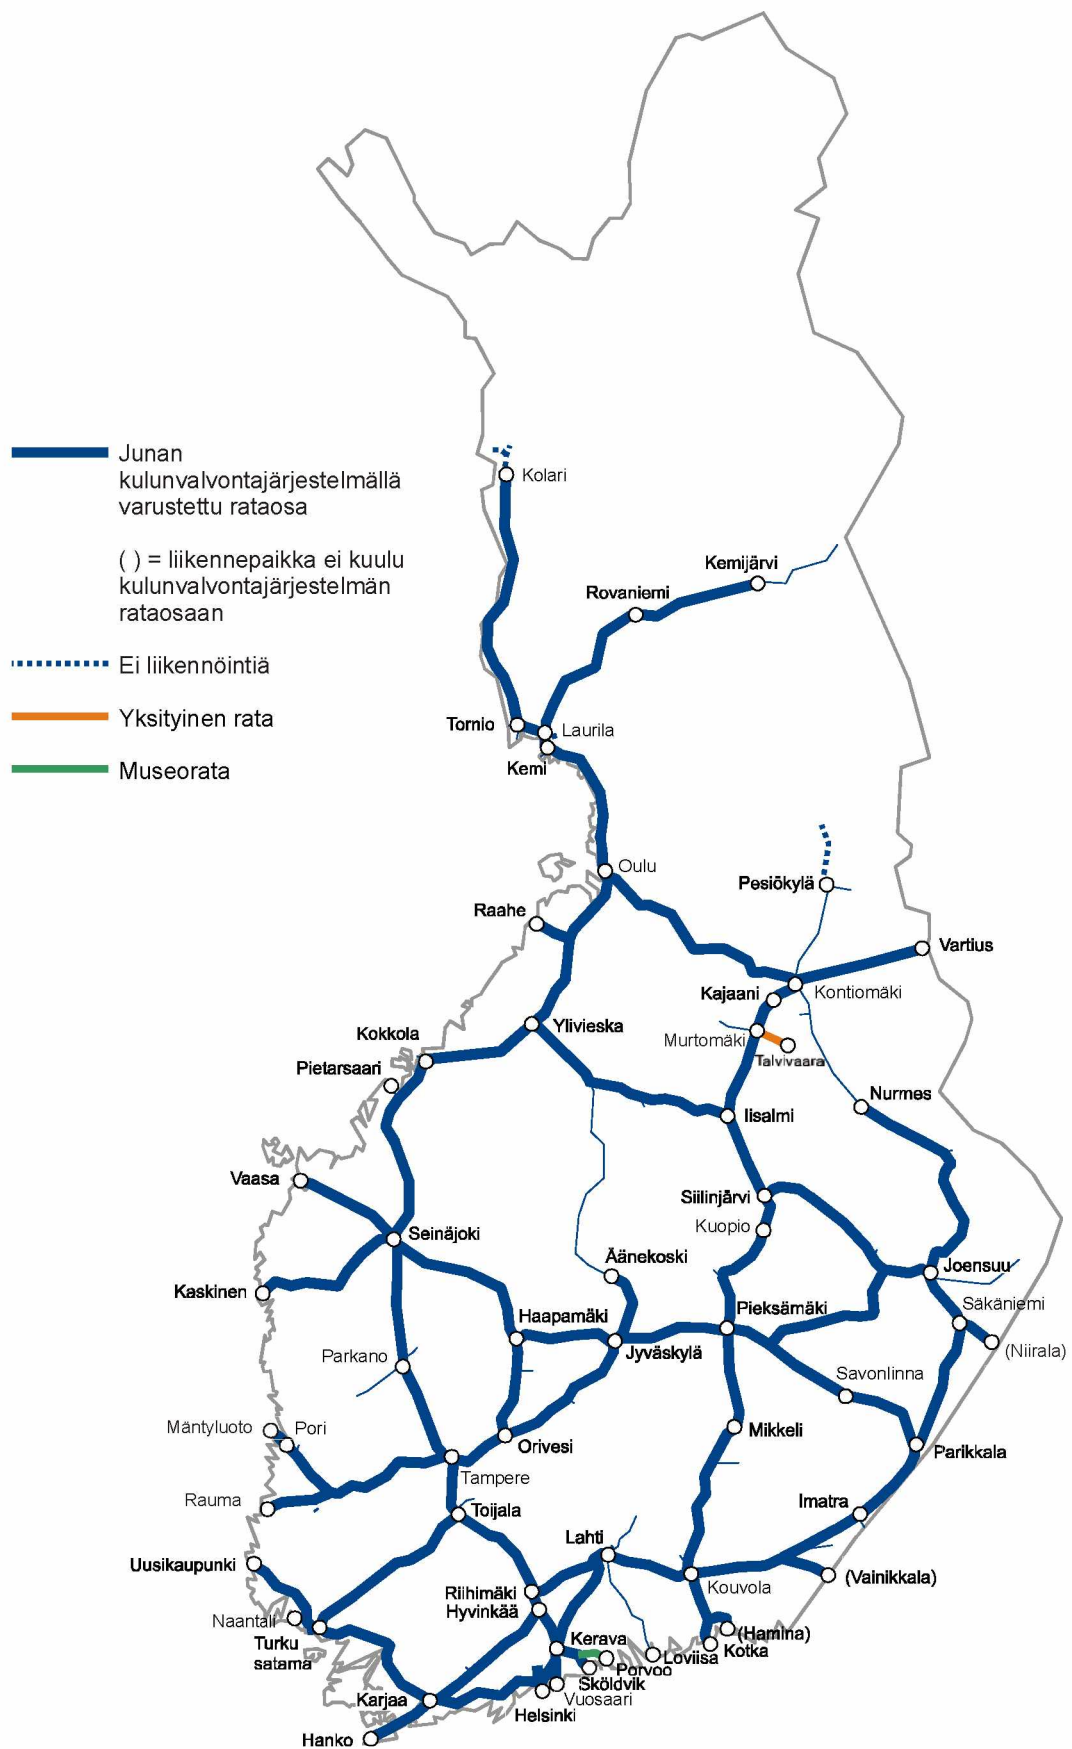 Junan
kulunvalvontajärjestelmällä
varustettu rataosa
( ) = liikennepaikka ei kuulu
kulunvalvontajärjestelmän
rataosaan
Ei liikennöintiä
Yksityinen rata
Museorata
Kolari
Kemijärvi
Rovaniemi
Tornio
Laurila
Kemi
Oulu
Pesiökylä
Raahe
Vartius
Kajaani
Kontiomäki
Ylivieska
Murtomäki
Kokkola
Talvivaara
Pietarsaari
Nurmes
Iisalmi
Vaasa
Siilinjärvi
Kuopio
Seinäjoki
Äänekoski
Joensuu
Kaskinen
Säkäniemi
Haapamäki
Pieksämäki
(Niirala)
Jyväskylä
Parkano
Savonlinna
Mäntyluoto
Pori
Mikkeli
Orivesi
Parikkala
Tampere
Rauma
Imatra
Toijala
Lahti
Uusikaupunki
(Vainikkala)
Kouvola
Riihimäki
Hyvinkää
Naantali
(Hamina)
Turku
satama
Kerava
Kotka
Loviisa
Porvoo
Sköldvik
Vuosaari
Karjaa
Helsinki
Hanko